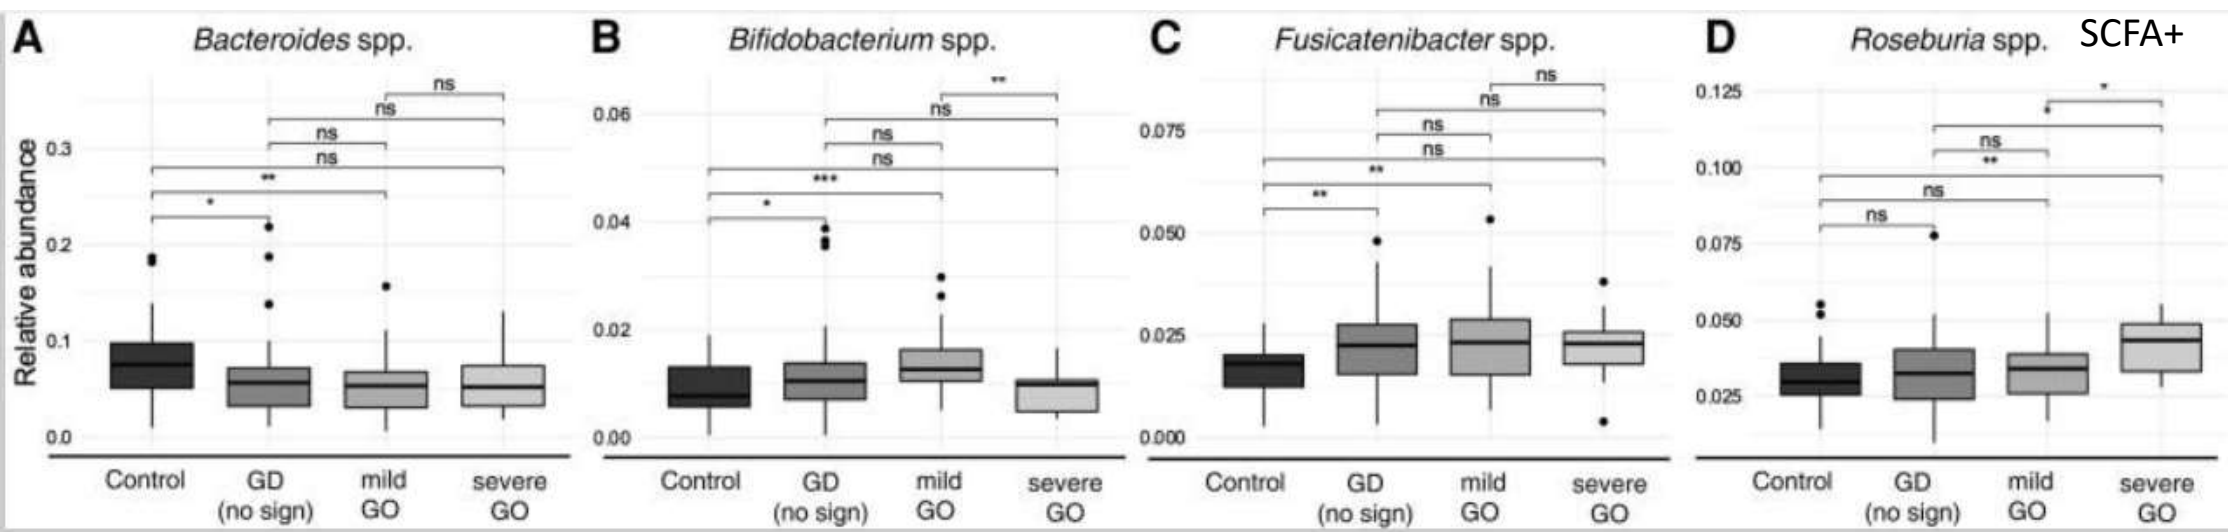 A
Bacteroides spp.
Relative abundance
0.3
0.2
0.1
0.0
ns
ns
ns
ns
**
*
Control
GD
(no sign)
mild
GO
severe
GO
B
Bifidobacterium spp.
0.06
0.04
0.02
0.00
**
ns
ns
ns
***
*
Control
GD
(no sign)
mild
GO
severe
GO
C
Fusicatenibacter spp.
0.075
0.050
0.025
0.000
ns
ns
ns
ns
**
**
Control
GD
(no sign)
mild
GO
severe
GO
D
Roseburia spp.
SCFA+
0.125
0.100
0.075
0.050
0.025
*
*
ns
**
ns
ns
Control
GD
(no sign)
mild
GO
severe
GO